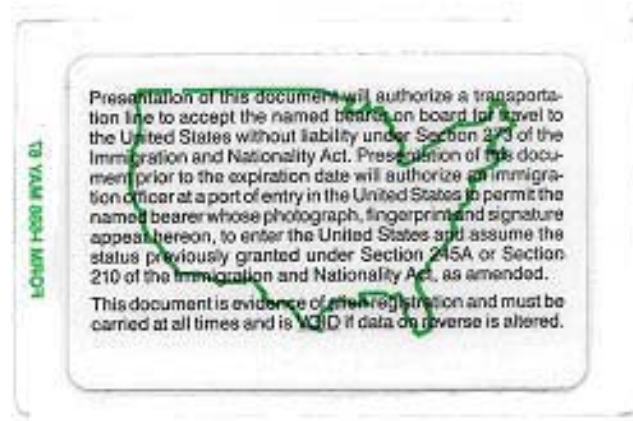 Presentation of this document will authorize a transporta-
tion line to accept the named bearer on board for travel to
the United States without liability under Section 273 of the
Immigration and Nationality Act. Presentation of this docu-
ment prior to the expiration date will authorize an immigra-
tion officer at a port of entry in the United States to permit the
named bearer whose photograph, fingerprint and signature
appear hereon, to enter the United States and assume the
status previously granted under Section 245A or Section
210 of the Immigration and Nationality Act, as amended.
This document is evidence of alien registration and must be
carried at all times and is VOID if data on reverse is altered.
FORM I-688 MAY 87